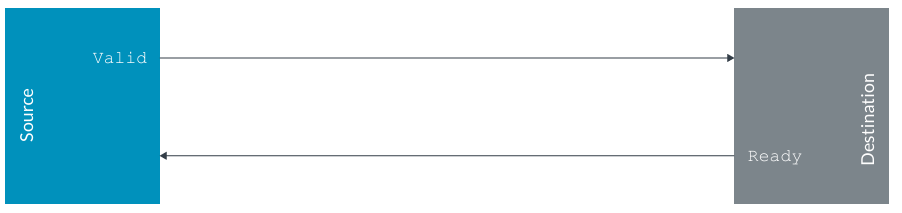 Valid
Source
Ready
Destination